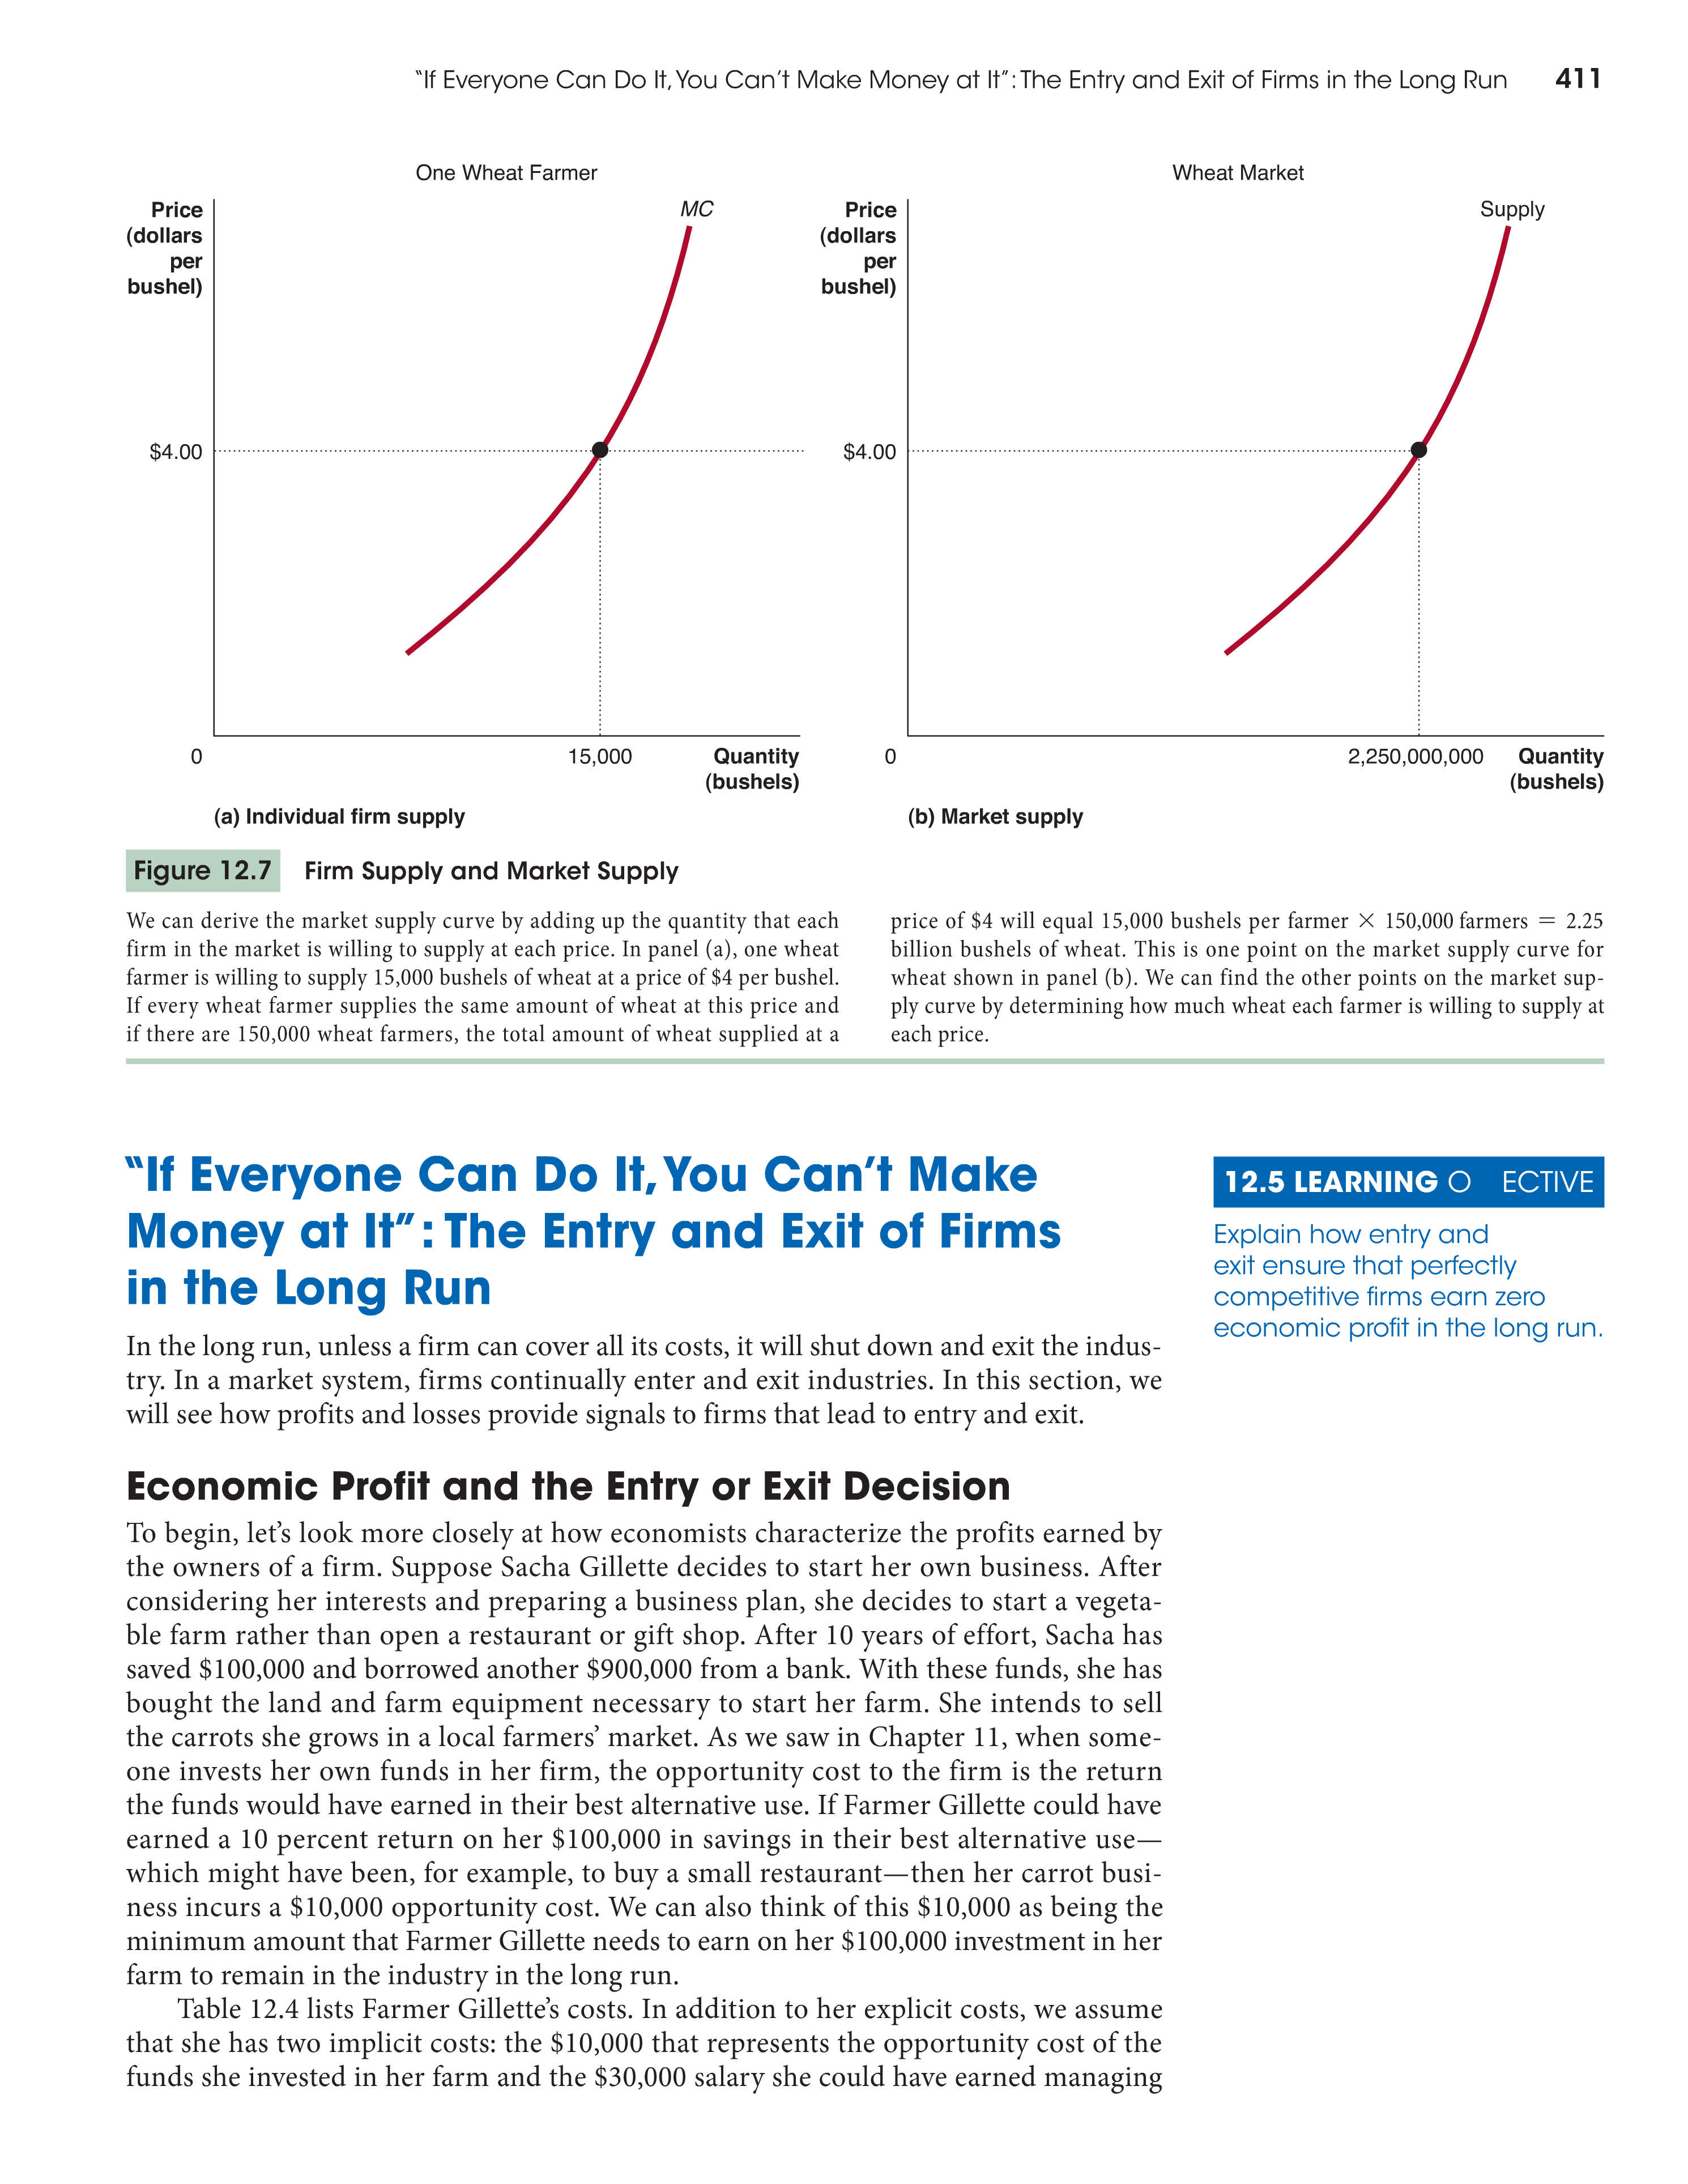 “If Everyone Can Do It, You Can’t Make Money at It”: The Entry and Exit of Firms in the Long Run 411
One Wheat Farmer
Price
(dollars
per
bushel)
MC
$4.00
0
15,000
Quantity
(bushels)
(a) Individual firm supply
Wheat Market
Price
(dollars
per
bushel)
Supply
$4.00
0
2,250,000,000
Quantity
(bushels)
(b) Market supply
Figure 12.7 Firm Supply and Market Supply
We can derive the market supply curve by adding up the quantity that each
firm in the market is willing to supply at each price. In panel (a), one wheat
farmer is willing to supply 15,000 bushels of wheat at a price of $4 per bushel.
If every wheat farmer supplies the same amount of wheat at this price and
if there are 150,000 wheat farmers, the total amount of wheat supplied at a
price of $4 will equal 15,000 bushels per farmer × 150,000 farmers = 2.25
billion bushels of wheat. This is one point on the market supply curve for
wheat shown in panel (b). We can find the other points on the market sup-
ply curve by determining how much wheat each farmer is willing to supply at
each price.
“If Everyone Can Do It, You Can’t Make
Money at It”: The Entry and Exit of Firms
in the Long Run
12.5 LEARNING O ECTIVE
Explain how entry and
exit ensure that perfectly
competitive firms earn zero
economic profit in the long run.
In the long run, unless a firm can cover all its costs, it will shut down and exit the indus-
try. In a market system, firms continually enter and exit industries. In this section, we
will see how profits and losses provide signals to firms that lead to entry and exit.
Economic Profit and the Entry or Exit Decision
To begin, let’s look more closely at how economists characterize the profits earned by
the owners of a firm. Suppose Sacha Gillette decides to start her own business. After
considering her interests and preparing a business plan, she decides to start a vegeta-
ble farm rather than open a restaurant or gift shop. After 10 years of effort, Sacha has
saved $100,000 and borrowed another $900,000 from a bank. With these funds, she has
bought the land and farm equipment necessary to start her farm. She intends to sell
the carrots she grows in a local farmers’ market. As we saw in Chapter 11, when some-
one invests her own funds in her firm, the opportunity cost to the firm is the return
the funds would have earned in their best alternative use. If Farmer Gillette could have
earned a 10 percent return on her $100,000 in savings in their best alternative use—
which might have been, for example, to buy a small restaurant—then her carrot busi-
ness incurs a $10,000 opportunity cost. We can also think of this $10,000 as being the
minimum amount that Farmer Gillette needs to earn on her $100,000 investment in her
farm to remain in the industry in the long run.
Table 12.4 lists Farmer Gillette’s costs. In addition to her explicit costs, we assume
that she has two implicit costs: the $10,000 that represents the opportunity cost of the
funds she invested in her farm and the $30,000 salary she could have earned managing